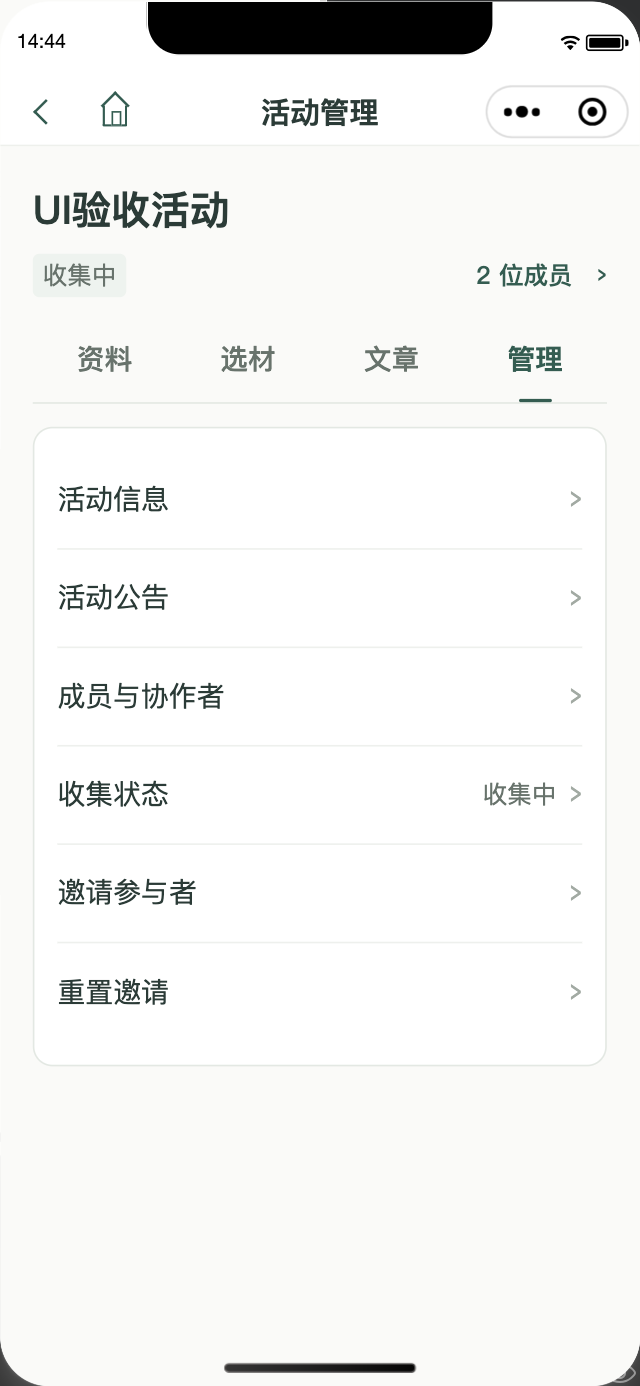 14:44
活动管理
UI验收活动
收集中
2 位成员 >
资料 选材 文章 管理
活动信息 >
活动公告 >
成员与协作者 >
收集状态 收集中 >
邀请参与者 >
重置邀请 >